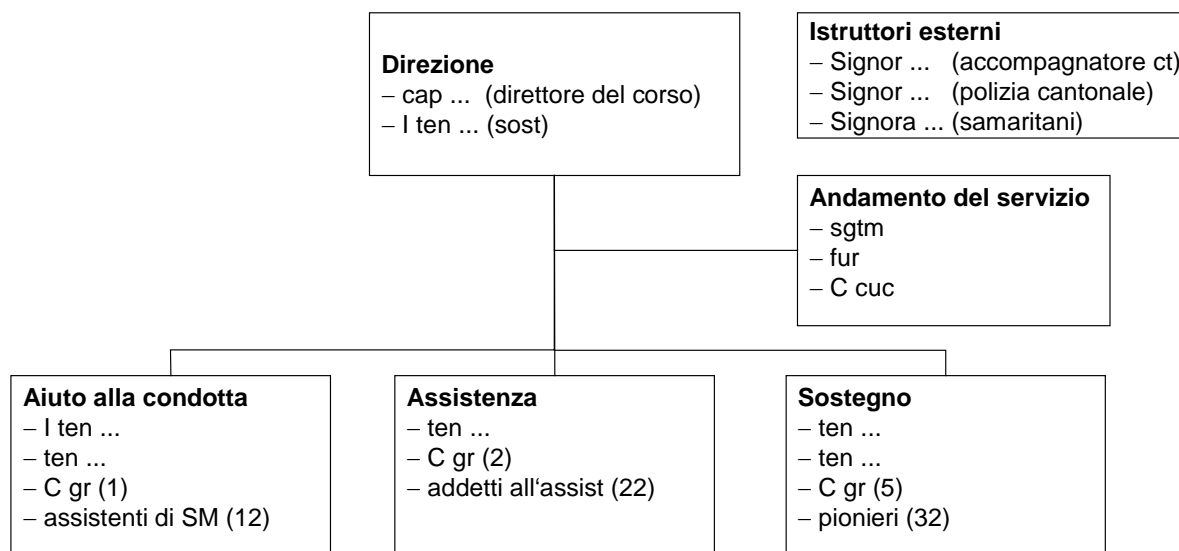 Direzione
– cap ... (direttore del corso)
– I ten ... (sost)
Istruttori esterni
– Signor ... (accompagnatore ct)
– Signor ... (polizia cantonale)
– Signora ... (samaritani)
Andamento del servizio
– sgtm
– fur
– C cuc
Aiuto alla condotta
– I ten ...
– ten ...
– C gr (1)
– assistenti di SM (12)
Assistenza
– ten ...
– C gr (2)
– addetti all‘assist (22)
Sostegno
– ten ...
– ten ...
– C gr (5)
– pionieri (32)